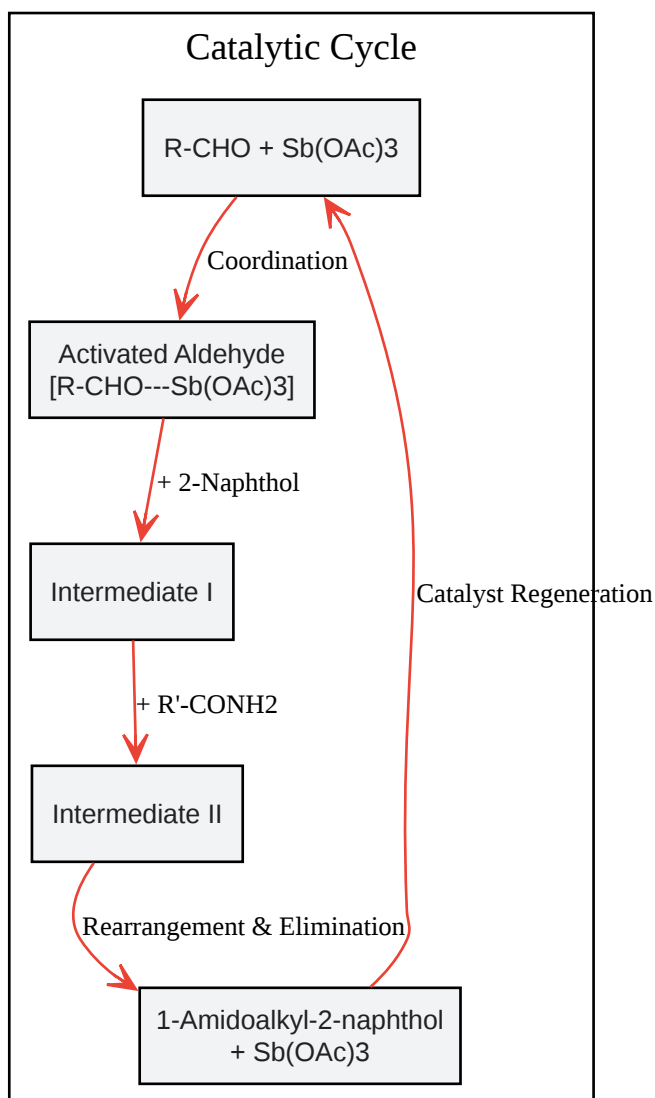 Catalytic Cycle
R-CHO + Sb(OAc)3
Coordination
Activated Aldehyde
[R-CHO---Sb(OAc)3]
+ 2-Naphthol
Intermediate I
Catalyst Regeneration
+ R'-CONH2
Intermediate II
Rearrangement & Elimination
1-Amidoalkyl-2-naphthol
+ Sb(OAc)3